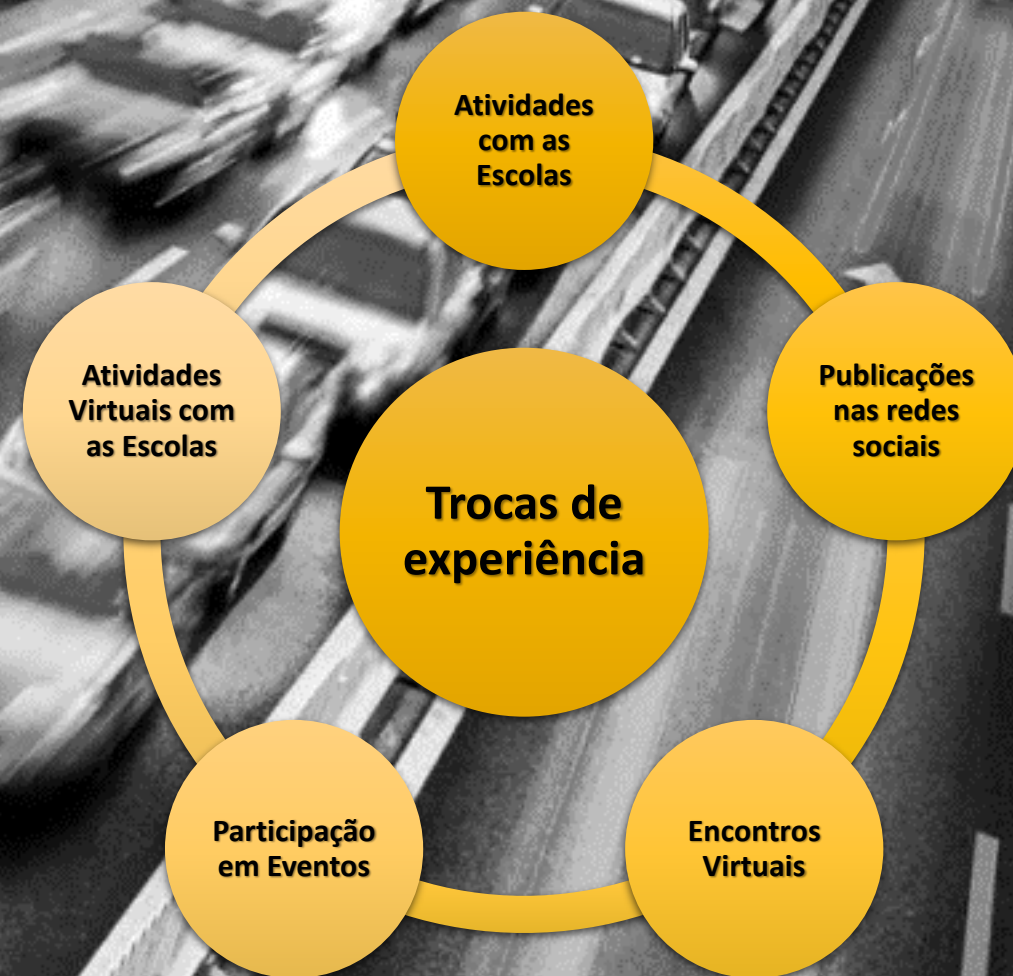 Atividades
com as
Escolas
Publicações
nas redes
sociais
Encontros
Virtuais
Participação
em Eventos
Atividades
Virtuais com
as Escolas
Trocas de
experiência